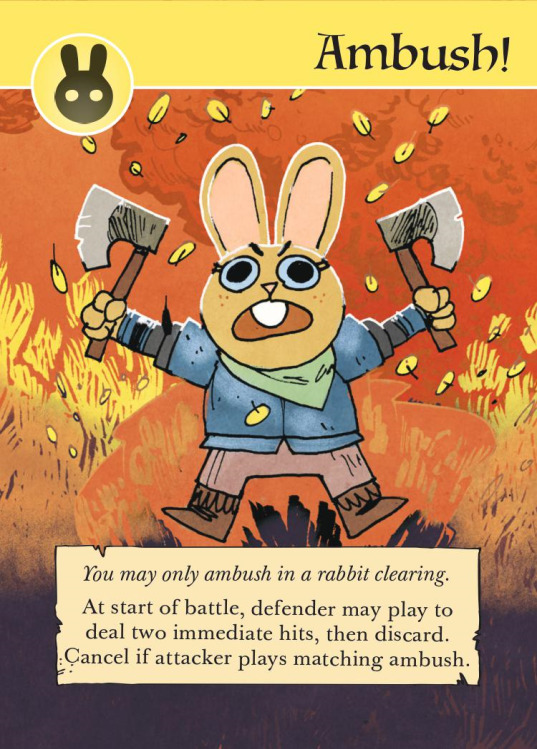 Ambush!
You may only ambush in a rabbit clearing.
At start of battle, defender may play to
deal two immediate hits, then discard.
Cancel if attacker plays matching ambush.